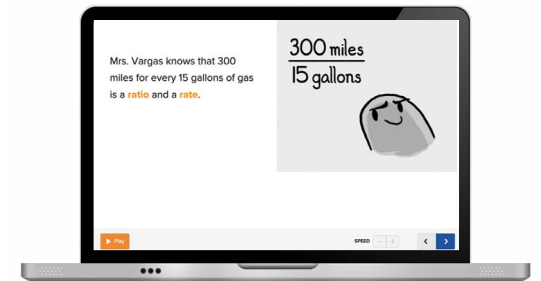 Mrs. Vargas knows that 300
miles for every 15 gallons of gas
is a ratio and a rate.
300 miles
15 gallons
Play
SPEED - +
< >